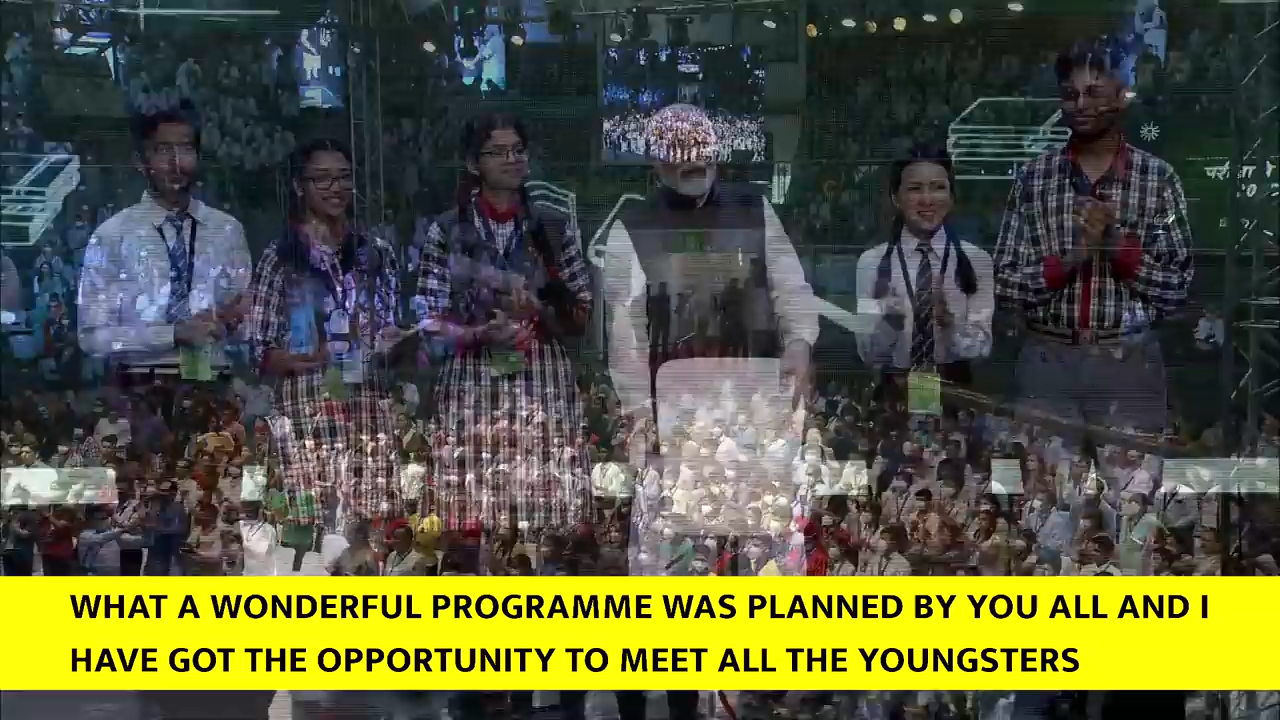 WHAT A WONDERFUL PROGRAMME WAS PLANNED BY YOU ALL AND I
HAVE GOT THE OPPORTUNITY TO MEET ALL THE YOUNGSTERS